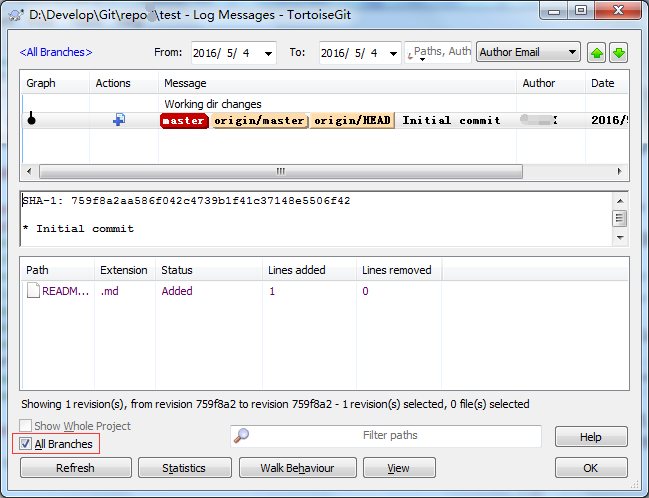 D:\Develop\Git\repo \test - Log Messages - TortoiseGit
<All Branches> From: 2016/ 5/ 4 To: 2016/ 5/ 4 Paths, Auth Author Email
Graph Actions Message Author Date
Working dir changes
master origin/master origin/HEAD Initial commit 2016/5
SHA-1: 759f8a2aa586f042c4739b1f41c37148e5506f42
* Initial commit
Path Extension Status Lines added Lines removed
READM... .md Added 1 0
Showing 1 revision(s), from revision 759f8a2 to revision 759f8a2 - 1 revision(s) selected, 0 file(s) selected
Show Whole Project
All Branches Filter paths Help
Refresh Statistics Walk Behaviour View OK